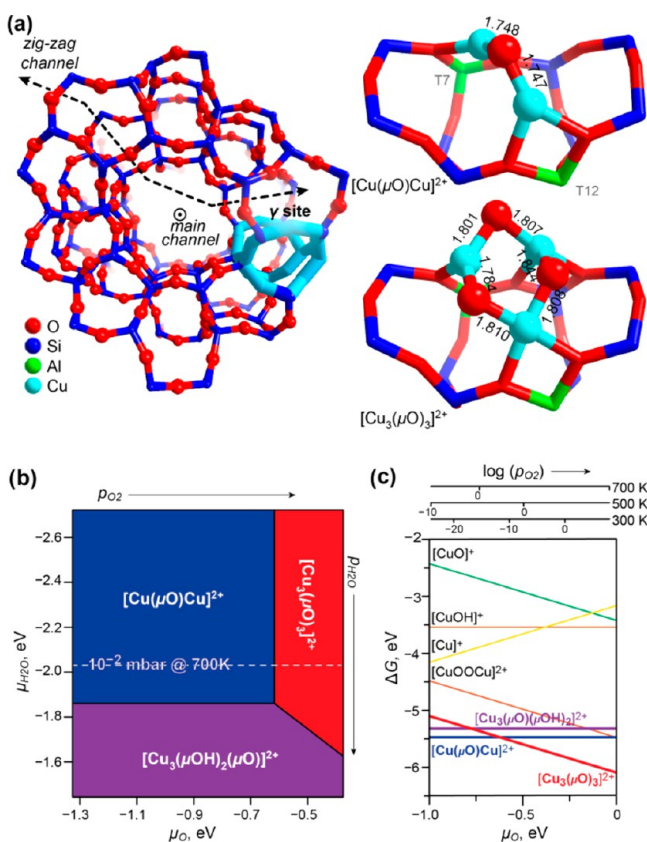 (a)
zig-zag
channel
main
channel
γ site
O
Si
Al
Cu
1.748
1.747
T7
T12
[Cu(μO)Cu]²⁺
1.801
1.807
1.784
1.844
1.808
1.810
[Cu₃(μO)₃]²⁺
(b)
p_O2
[Cu(μO)Cu]²⁺
[Cu₃(μO)₃]²⁺
10⁻² mbar @ 700K
[Cu₃(μOH)₂(μO)]²⁺
p_H2O
μ_H2O, eV
−2.6
−2.4
−2.2
−2.0
−1.8
−1.6
−1.3
−1.1
−0.9
−0.7
−0.5
μ_O, eV
(c)
log (p_O2)
0
700 K
−10
0
500 K
−20
−10
0
300 K
ΔG, eV
−2
−3
−4
−5
−6
[CuO]⁺
[CuOH]⁺
[Cu]⁺
[CuOOCu]²⁺
[Cu₃(μO)(μOH)₂]²⁺
[Cu(μO)Cu]²⁺
[Cu₃(μO)₃]²⁺
−1.0
−0.5
0
μ_O, eV